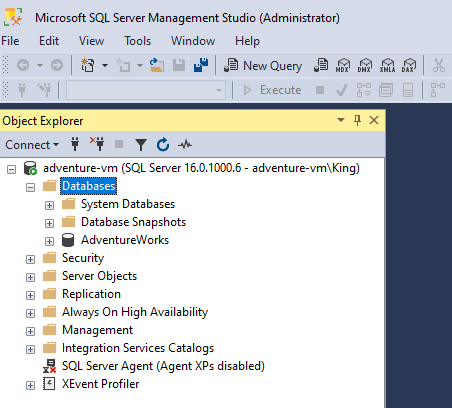 Microsoft SQL Server Management Studio (Administrator)
File Edit View Tools Window Help
New Query MDX DMX XMLA DAX
Execute
Object Explorer
Connect
adventure-vm (SQL Server 16.0.1000.6 - adventure-vm\King)
Databases
System Databases
Database Snapshots
AdventureWorks
Security
Server Objects
Replication
Always On High Availability
Management
Integration Services Catalogs
SQL Server Agent (Agent XPs disabled)
XEvent Profiler